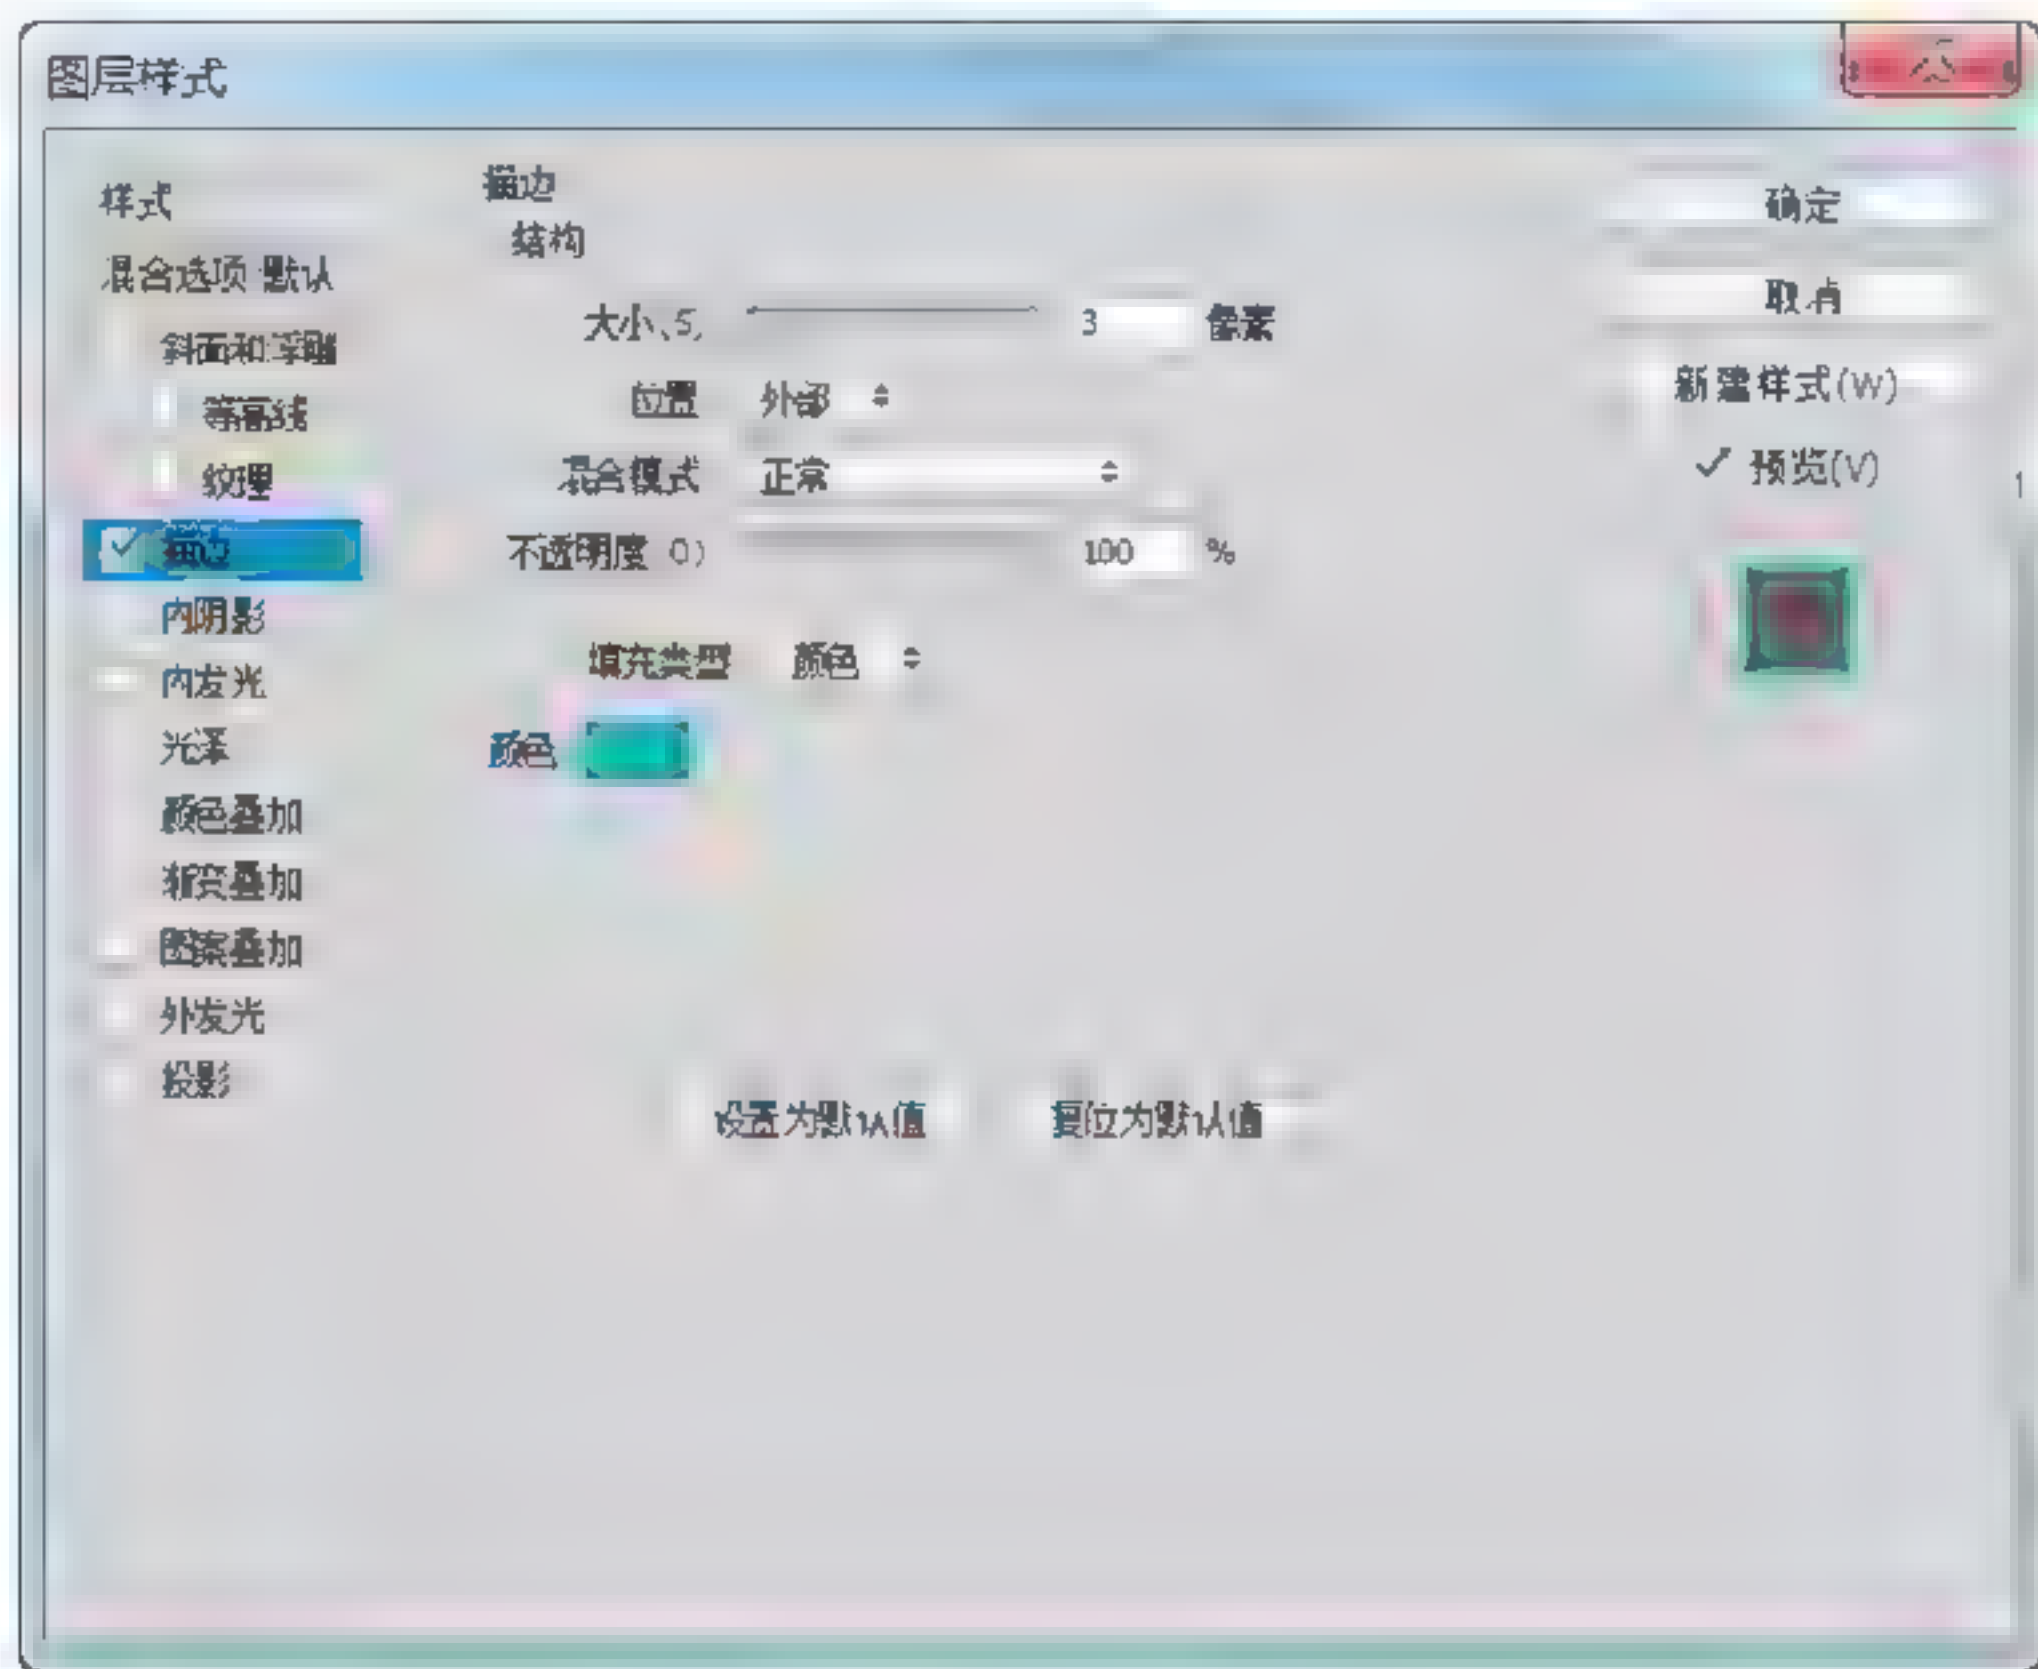 图层样式
样式
混合选项 默认
斜面和浮雕
等高线
纹理
描边
内阴影
内发光
光泽
颜色叠加
渐变叠加
图案叠加
外发光
投影
描边
结构
大小 3 像素
位置 外部
混合模式 正常
不透明度 O) 100 %
填充类型 颜色
颜色
设置为默认值 复位为默认值
确定
取消
新建样式(W)
预览(V)